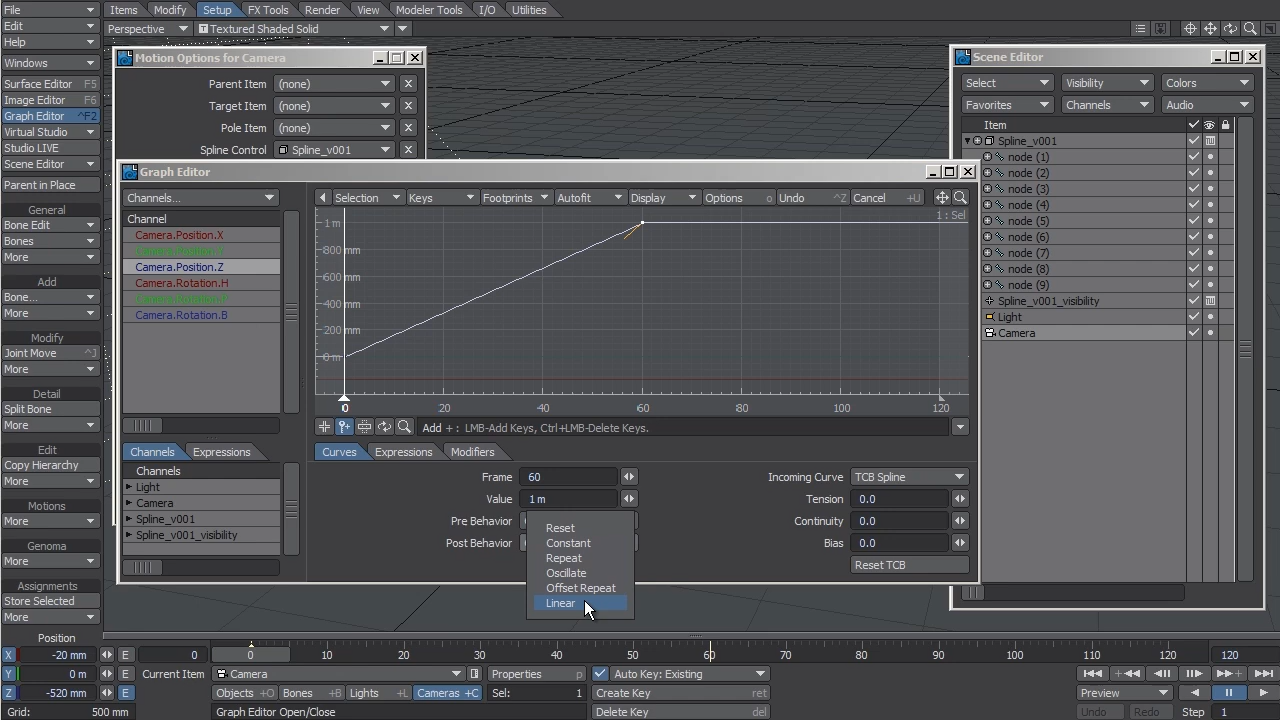 File
Items Modify Setup FX Tools Render View Modeler Tools I/O Utilities
Edit
Perspective Textured Shaded Solid
Help
Windows
Surface Editor F5
Image Editor F6
Graph Editor ^F2
Virtual Studio
Studio LIVE
Scene Editor
Parent in Place
General
Bone Edit
Bones
More
Add
Bone...
More
Modify
Joint Move ^J
More
Detail
Split Bone
More
Edit
Copy Hierarchy
More
Motions
More
Genoma
More
Assignments
Store Selected
More
Motion Options for Camera
Parent Item (none)
Target Item (none)
Pole Item (none)
Spline Control Spline_v001
Scene Editor
Select Visibility Colors
Favorites Channels Audio
Item
Spline_v001
node (1)
node (2)
node (3)
node (4)
node (5)
node (6)
node (7)
node (8)
node (9)
Spline_v001_visibility
Light
Camera
Graph Editor
Channels...
Selection Keys Footprints Autofit Display Options o Undo ^Z Cancel +U
Channel
Camera.Position.X
Camera.Position.Z
Camera.Rotation.H
Camera.Rotation.B
1 : Sel
1 m
800 mm
600 mm
400 mm
200 mm
0 m
0 20 40 60 80 100 120
Add + : LMB-Add Keys, Ctrl+LMB-Delete Keys.
Channels Expressions
Channels
Light
Camera
Spline_v001
Spline_v001_visibility
Curves Expressions Modifiers
Frame 60
Value 1 m
Pre Behavior
Post Behavior
Incoming Curve TCB Spline
Tension 0.0
Continuity 0.0
Bias 0.0
Reset TCB
Reset
Constant
Repeat
Oscillate
Offset Repeat
Linear
Position
X -20 mm E
Y 0 m E
Z -520 mm E
Grid: 500 mm
0 0 10 20 30 40 50 60 70 80 90 100 110 120 120
Current Item Camera Properties p Auto Key: Existing
Objects +O Bones +B Lights +L Cameras +C Sel: 1 Create Key ret Preview
Graph Editor Open/Close Delete Key del Undo Redo Step 1